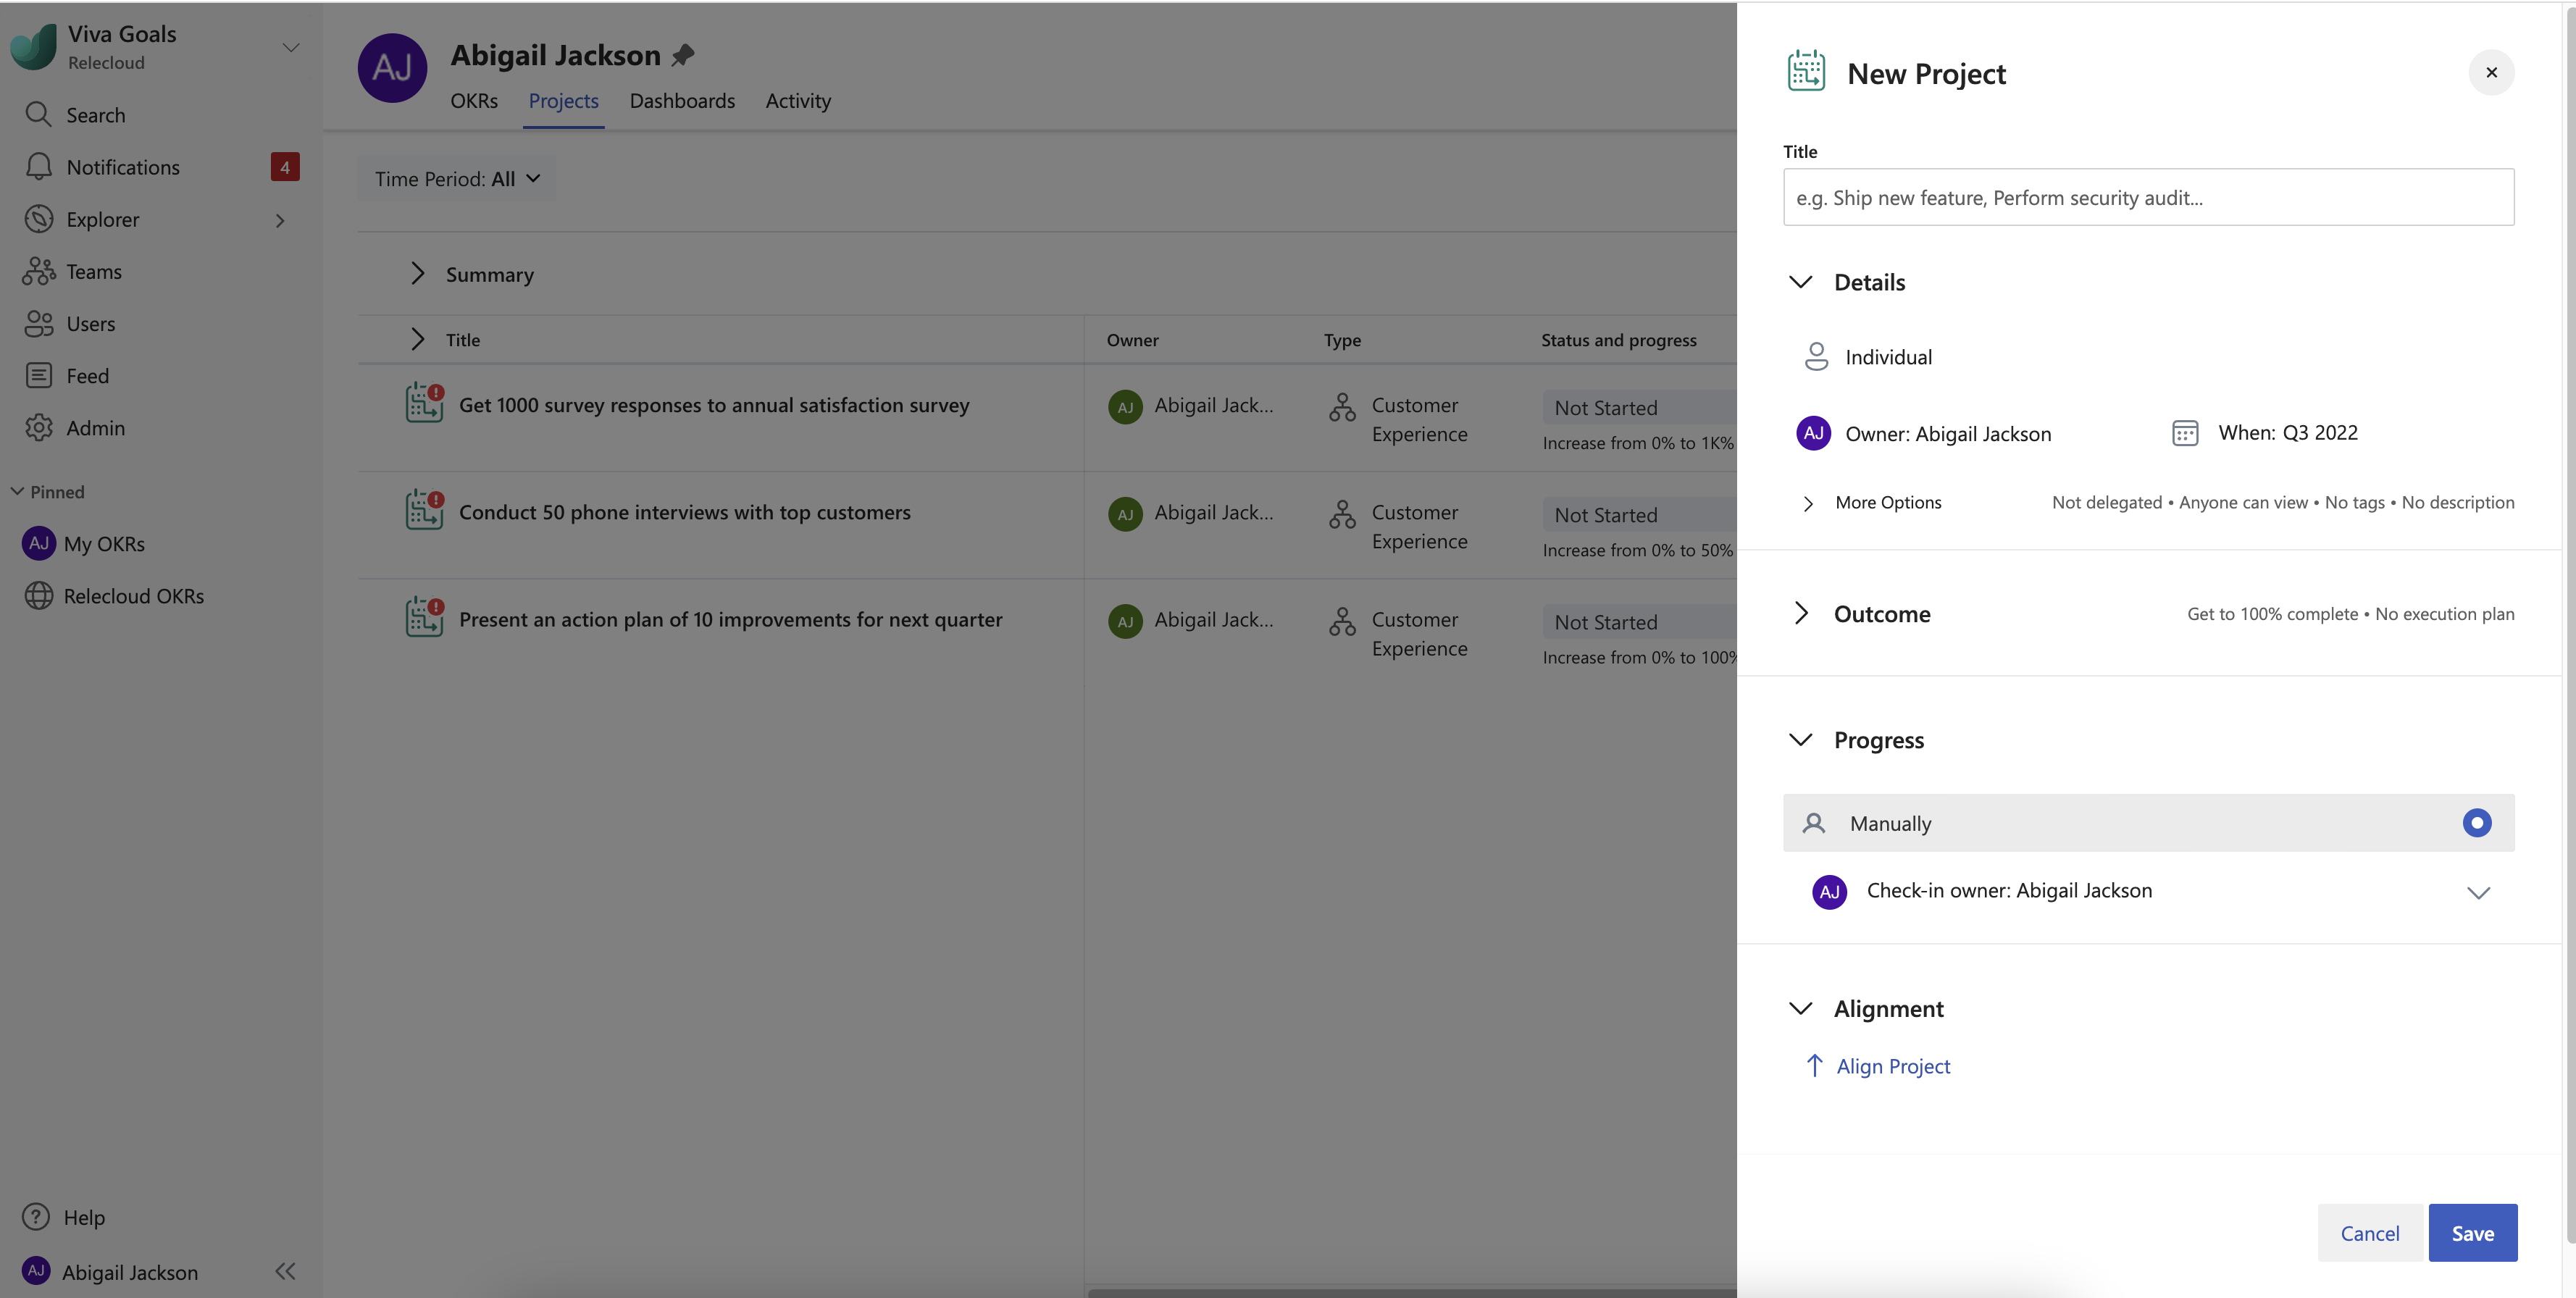 Viva Goals
Relecloud
Search
Notifications 4
Explorer
Teams
Users
Feed
Admin
Pinned
AJ My OKRs
Relecloud OKRs
Help
AJ Abigail Jackson
AJ Abigail Jackson
OKRs Projects Dashboards Activity
Time Period: All
Summary
Title Owner Type Status and progress
Get 1000 survey responses to annual satisfaction survey AJ Abigail Jack... Customer Experience Not Started
Increase from 0% to 1K%
Conduct 50 phone interviews with top customers AJ Abigail Jack... Customer Experience Not Started
Increase from 0% to 50%
Present an action plan of 10 improvements for next quarter AJ Abigail Jack... Customer Experience Not Started
Increase from 0% to 100%
New Project
Title
e.g. Ship new feature, Perform security audit...
Details
Individual
AJ Owner: Abigail Jackson When: Q3 2022
More Options Not delegated • Anyone can view • No tags • No description
Outcome Get to 100% complete • No execution plan
Progress
Manually
AJ Check-in owner: Abigail Jackson
Alignment
Align Project
Cancel Save